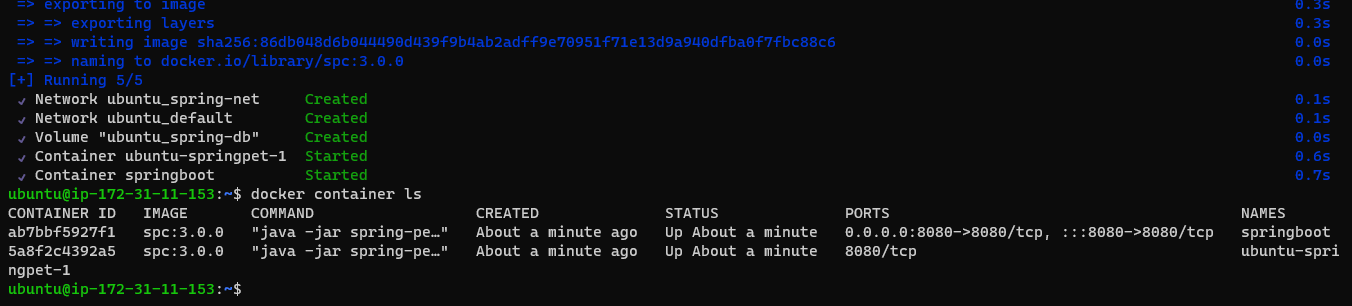 => exporting to image 0.3s
=> => exporting layers 0.3s
=> => writing image sha256:86db048d6b044490d439f9b4ab2adff9e70951f71e13d9a940dfba0f7fbc88c6 0.0s
=> => naming to docker.io/library/spc:3.0.0 0.0s
[+] Running 5/5
✔ Network ubuntu_spring-net Created 0.1s
✔ Network ubuntu_default Created 0.1s
✔ Volume "ubuntu_spring-db" Created 0.0s
✔ Container ubuntu-springpet-1 Started 0.6s
✔ Container springboot Started 0.7s
ubuntu@ip-172-31-11-153:~$ docker container ls
CONTAINER ID IMAGE COMMAND CREATED STATUS PORTS NAMES
ab7bbf5927f1 spc:3.0.0 "java -jar spring-pe…" About a minute ago Up About a minute 0.0.0.0:8080->8080/tcp, :::8080->8080/tcp springboot
5a8f2c4392a5 spc:3.0.0 "java -jar spring-pe…" About a minute ago Up About a minute 8080/tcp ubuntu-spri
ngpet-1
ubuntu@ip-172-31-11-153:~$